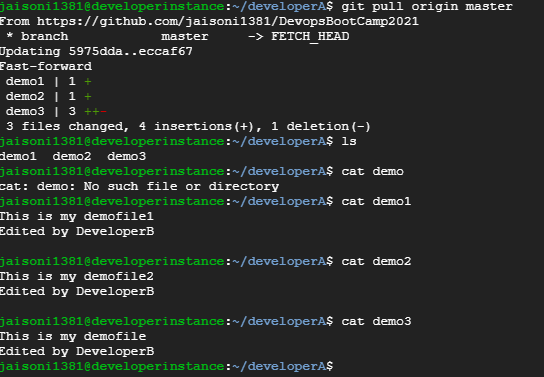 jaisoni1381@developerinstance:~/developerA$ git pull origin master
From https://github.com/jaisoni1381/DevopsBootCamp2021
 * branch            master     -> FETCH_HEAD
Updating 5975dda..eccaf67
Fast-forward
 demo1 | 1 +
 demo2 | 1 +
 demo3 | 3 ++-
 3 files changed, 4 insertions(+), 1 deletion(-)
jaisoni1381@developerinstance:~/developerA$ ls
demo1  demo2  demo3
jaisoni1381@developerinstance:~/developerA$ cat demo
cat: demo: No such file or directory
jaisoni1381@developerinstance:~/developerA$ cat demo1
This is my demofile1
Edited by DeveloperB
jaisoni1381@developerinstance:~/developerA$ cat demo2
This is my demofile2
Edited by DeveloperB
jaisoni1381@developerinstance:~/developerA$ cat demo3
This is my demofile
Edited by DeveloperB
jaisoni1381@developerinstance:~/developerA$